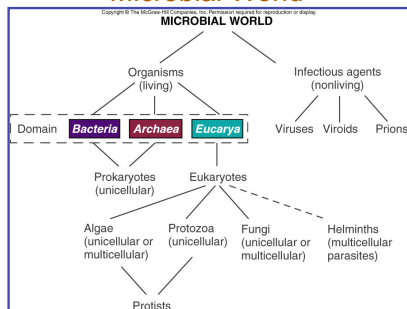 Microbial World
Copyright © The McGraw-Hill Companies, Inc. Permission required for reproduction or display.
MICROBIAL WORLD
Organisms
(living)
Infectious agents
(nonliving)
Domain Bacteria Archaea Eucarya
Viruses Viroids Prions
Prokaryotes
(unicellular)
Eukaryotes
Algae
(unicellular or
multicellular)
Protozoa
(unicellular)
Fungi
(unicellular or
multicellular)
Helminths
(multicellular
parasites)
Protists